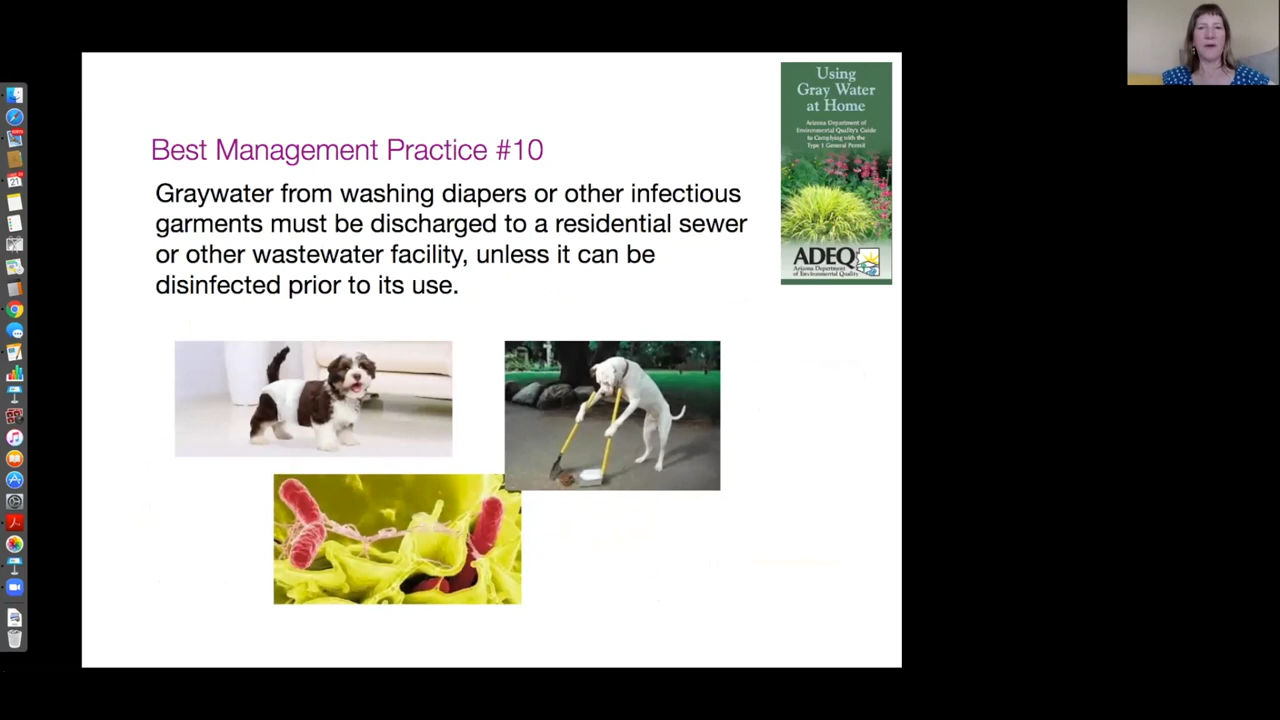 Using
Gray Water
at Home
Arizona Department of
Environmental Quality's Guide
to Complying with the
Type 1 General Permit
Best Management Practice #10
Graywater from washing diapers or other infectious
garments must be discharged to a residential sewer
or other wastewater facility, unless it can be
disinfected prior to its use.
ADEQ
Arizona Department
of Environmental Quality
21